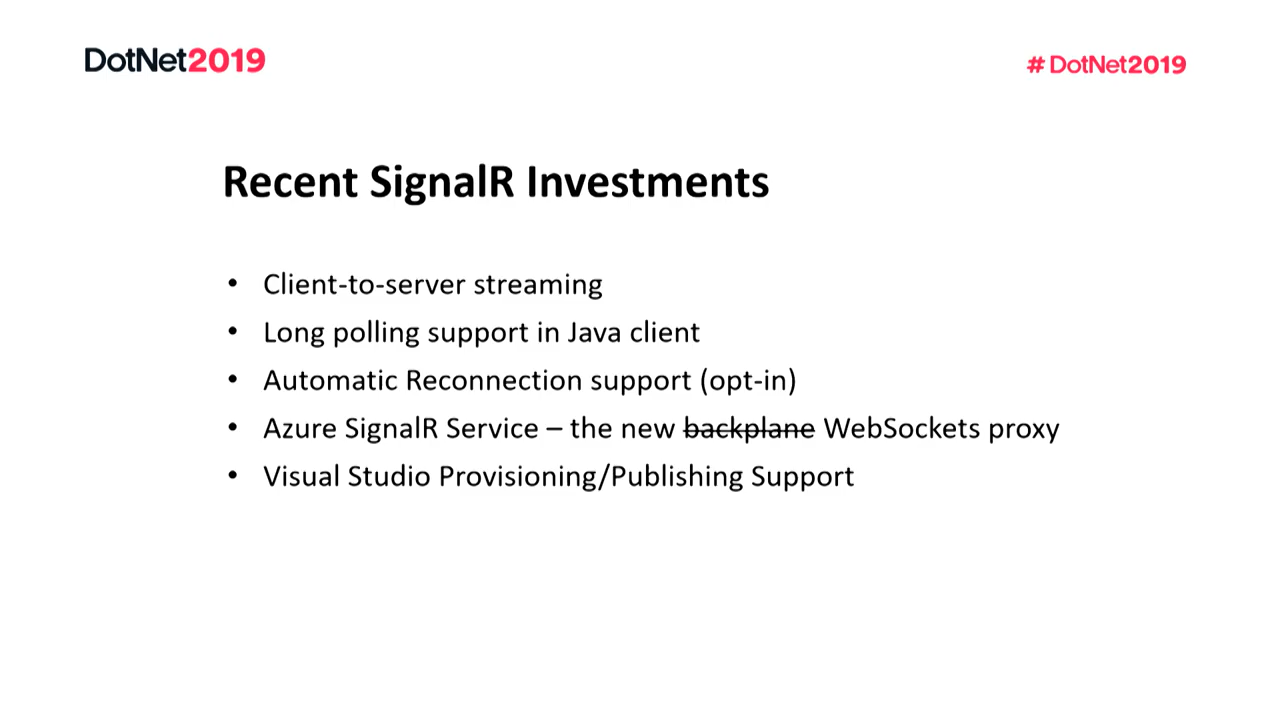 DotNet2019
# DotNet2019
Recent SignalR Investments
• Client-to-server streaming
• Long polling support in Java client
• Automatic Reconnection support (opt-in)
• Azure SignalR Service – the new backplane WebSockets proxy
• Visual Studio Provisioning/Publishing Support